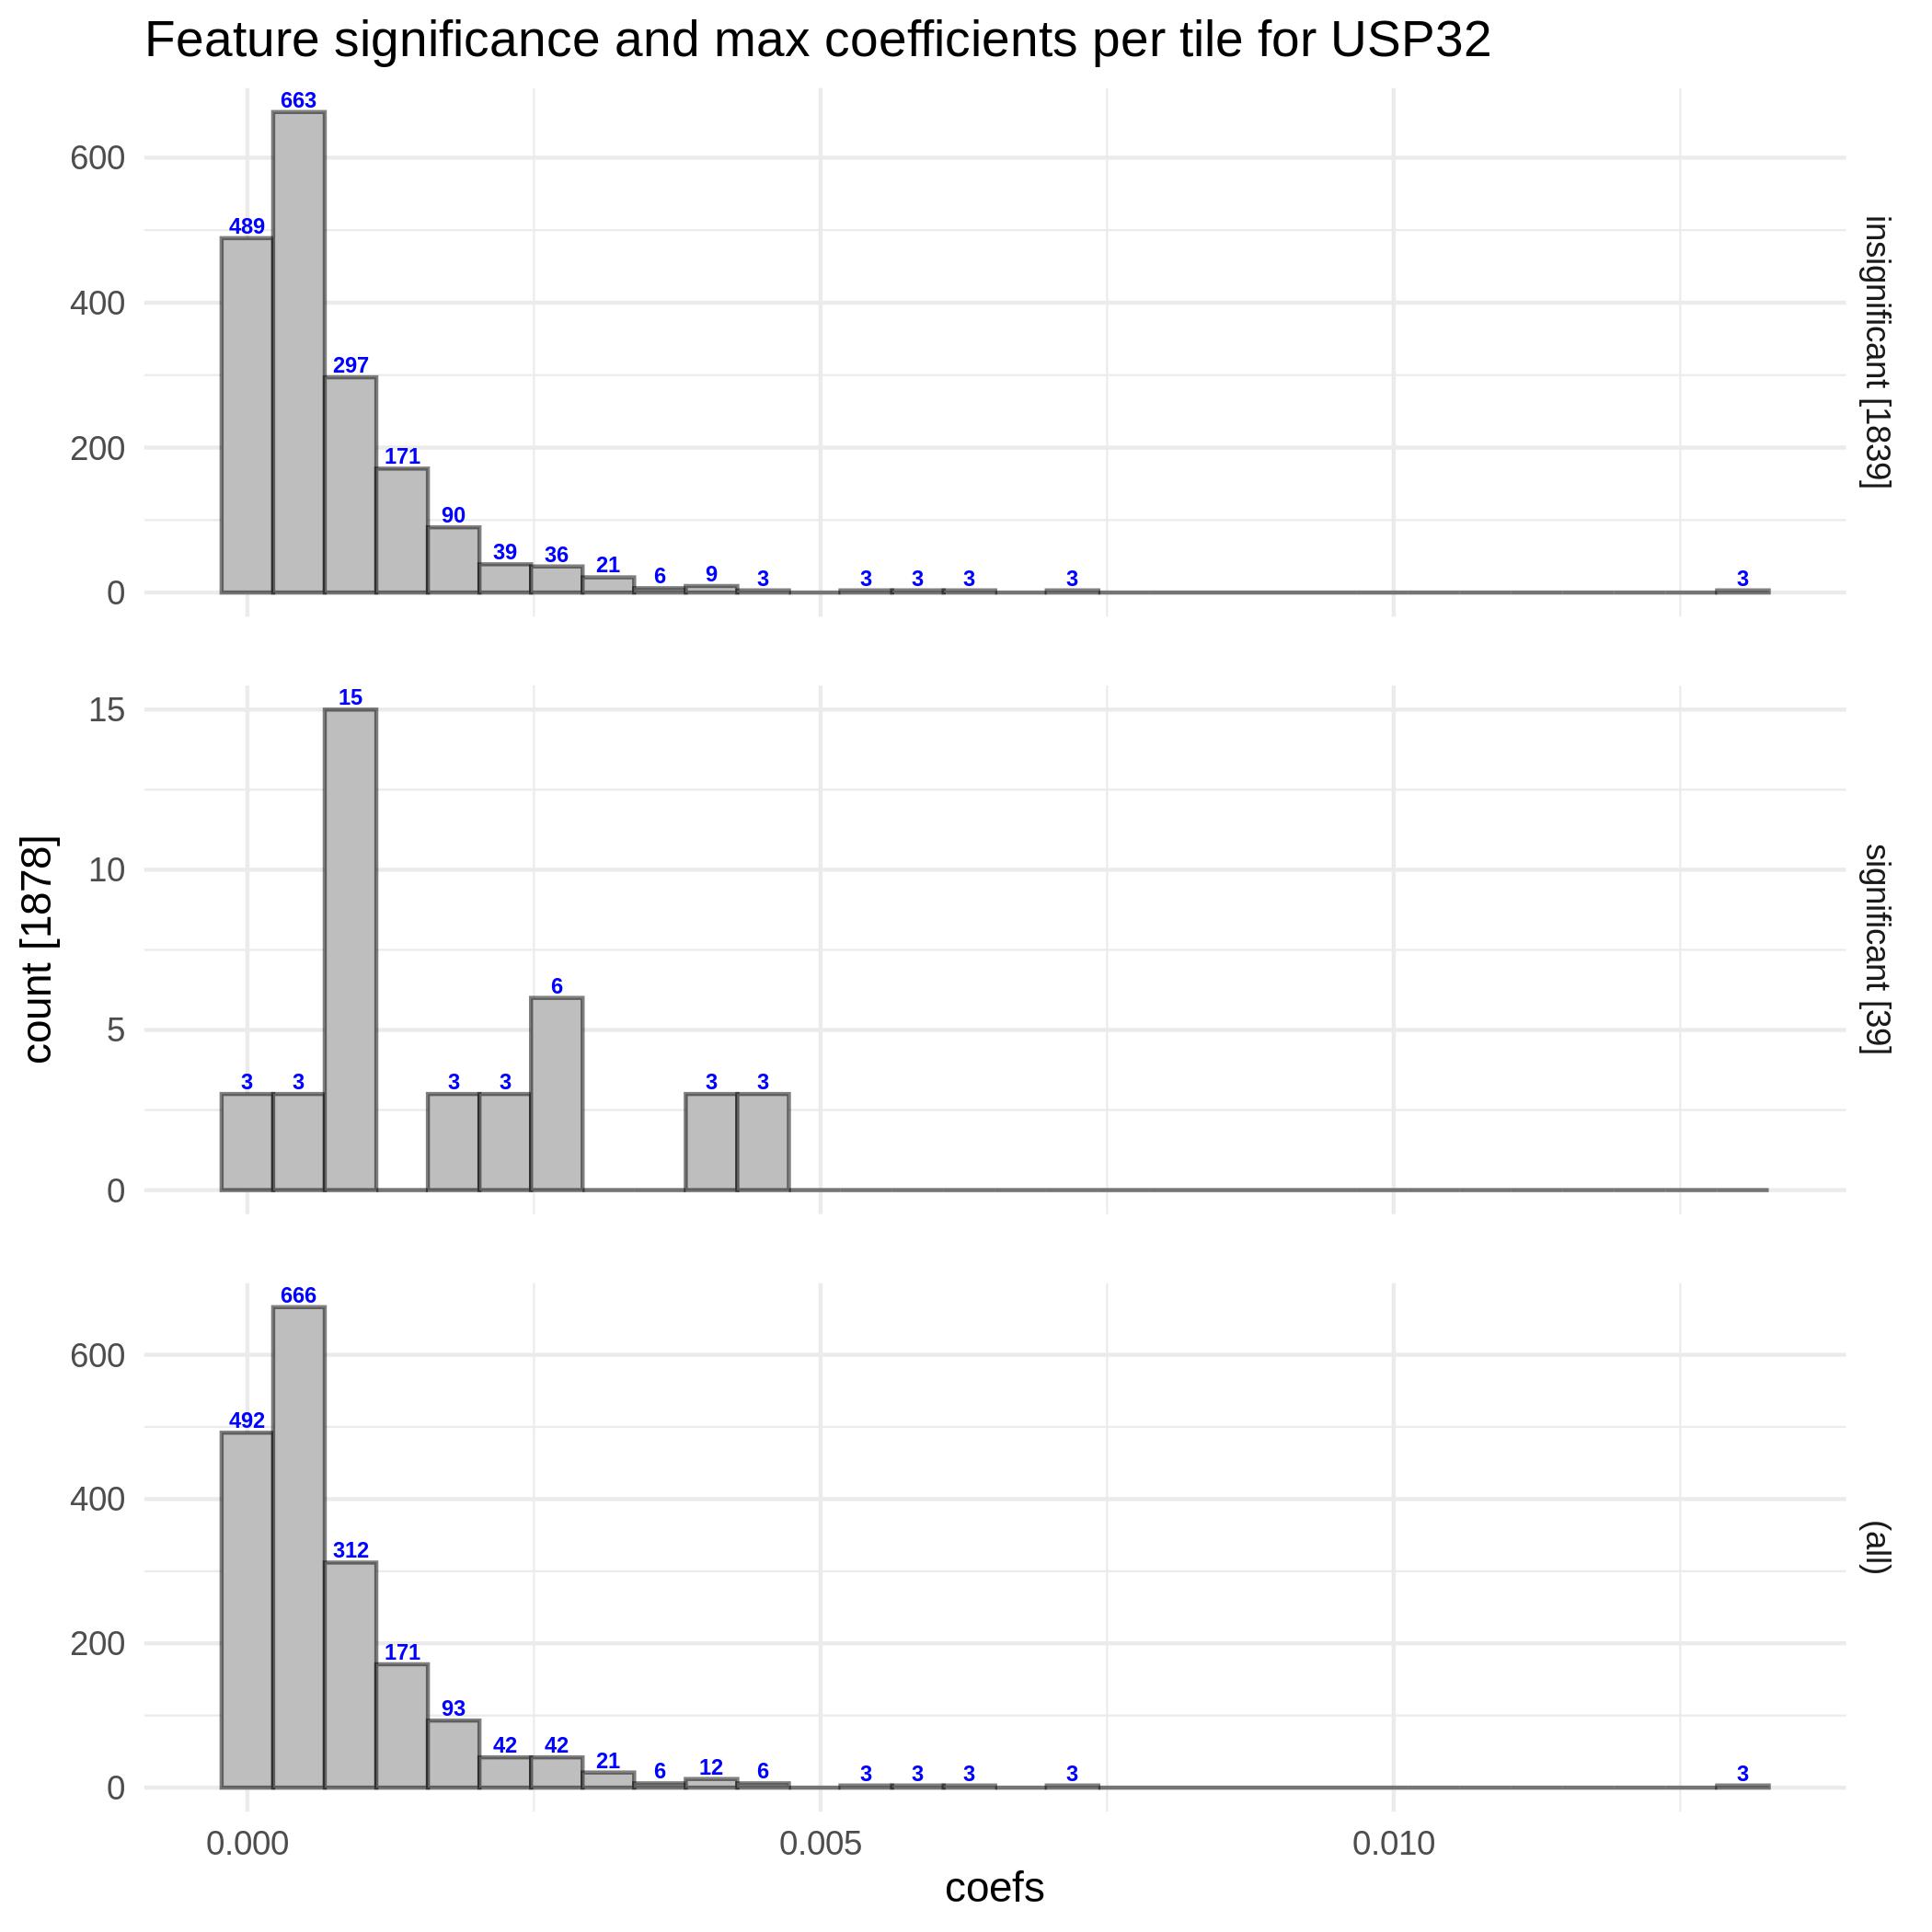 Feature significance and max coefficients per tile for USP32
663
600
489
400
297
200
171
90
39 36 21 6 9 3 3 3 3 3 3
0
insignificant [1839]
15
15
10
6
5
3 3 3 3 3 3
0
significant [39]
count [1878]
666
600
492
400
312
200
171
93
42 42 21 6 12 6 3 3 3 3 3
0
(all)
0.000 0.005 0.010
coefs